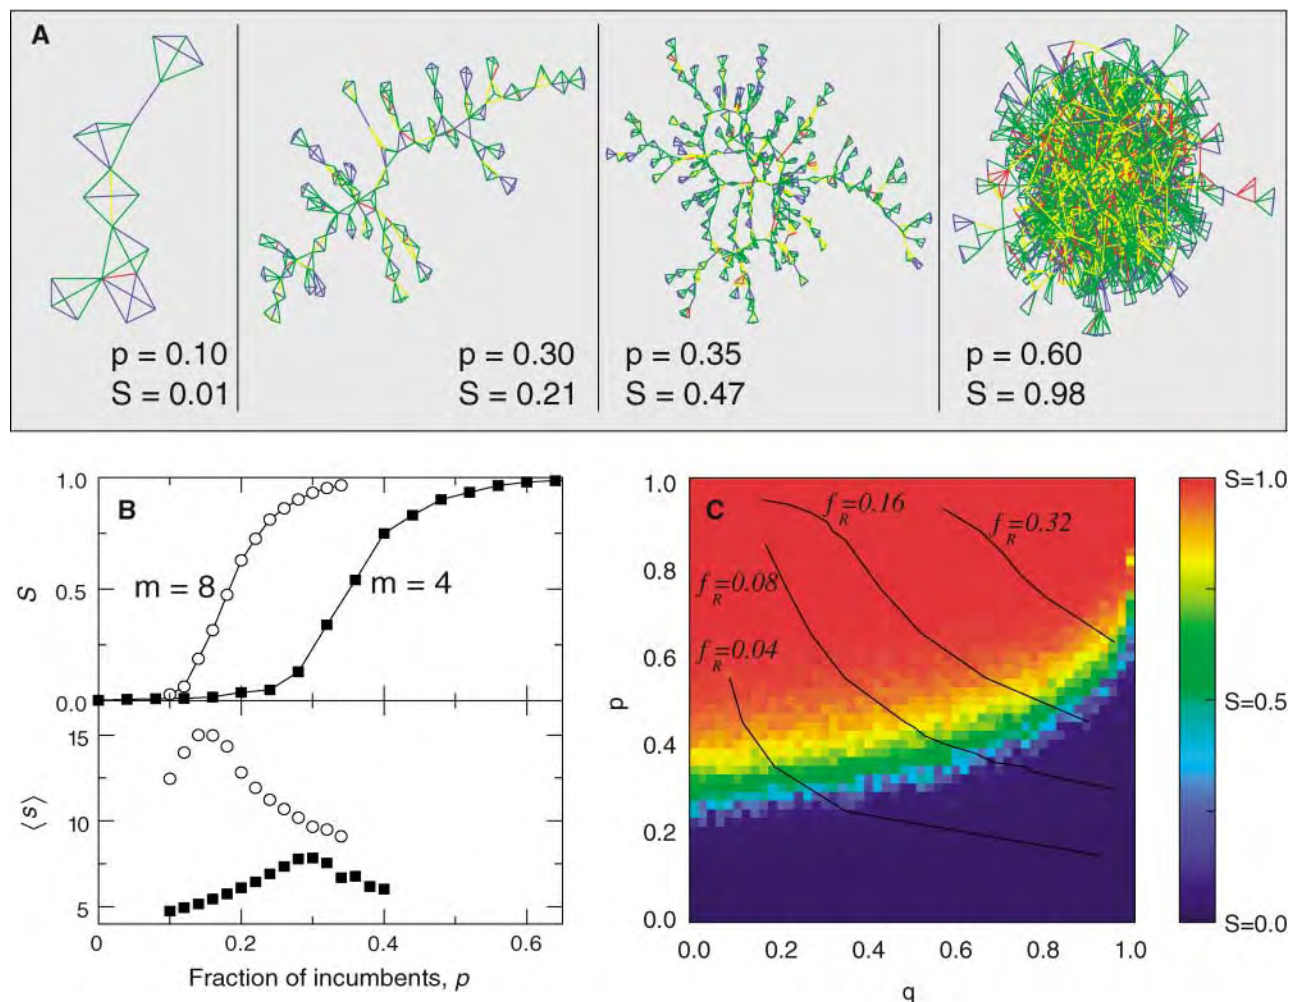 A
p = 0.10
S = 0.01
p = 0.30
S = 0.21
p = 0.35
S = 0.47
p = 0.60
S = 0.98
B
1.0
0.5
0.0
S
m = 8
m = 4
15
10
5
⟨s⟩
0
0.2
0.4
0.6
Fraction of incumbents, p
C
1.0
0.8
0.6
0.4
0.2
0.0
p
f_R=0.16
f_R=0.32
f_R=0.08
f_R=0.04
0.0
0.2
0.4
0.6
0.8
1.0
q
S=1.0
S=0.5
S=0.0